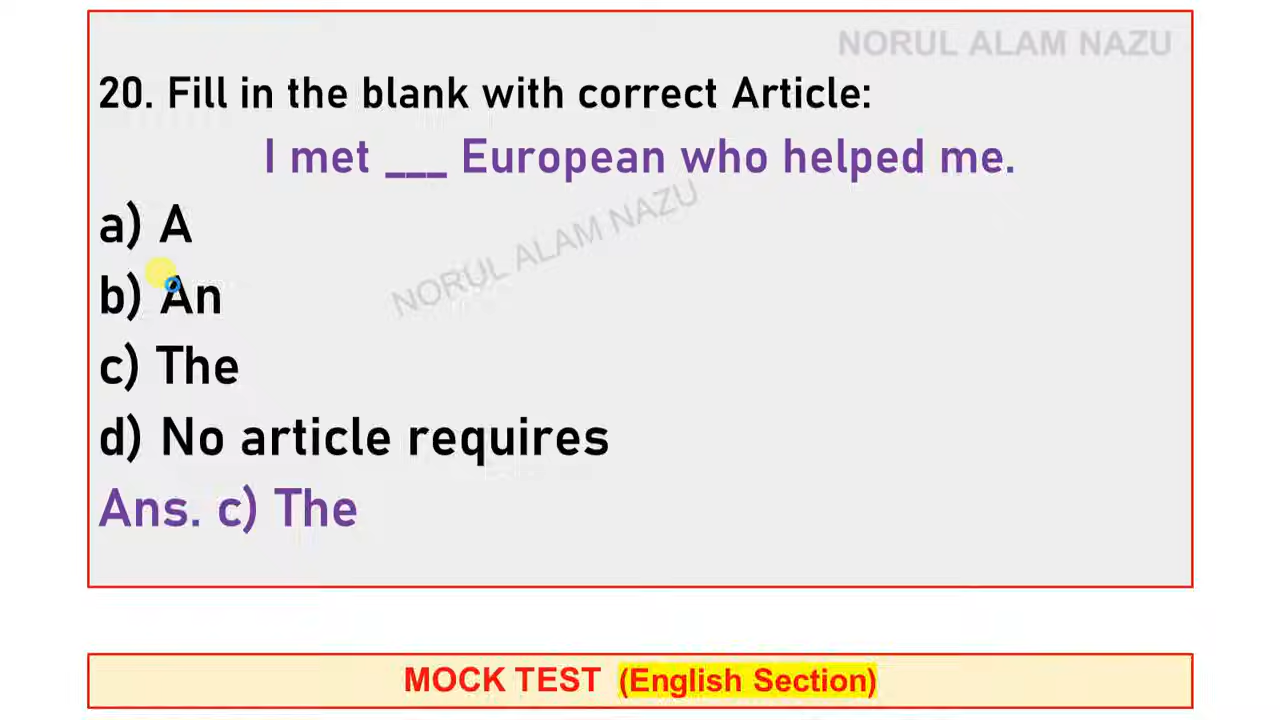 NORUL ALAM NAZU
20. Fill in the blank with correct Article:
I met ___ European who helped me.
NORUL ALAM NAZU
a) A
b) An
c) The
d) No article requires
Ans. c) The
MOCK TEST (English Section)